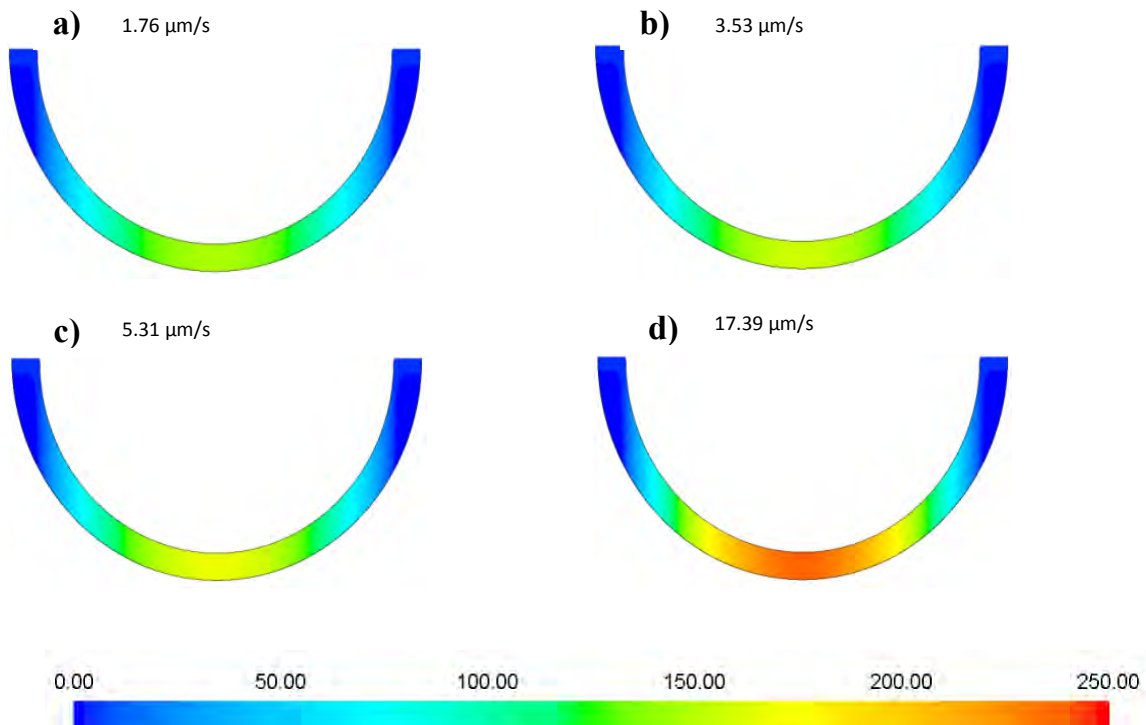 a) 1.76 µm/s
b) 3.53 µm/s
c) 5.31 µm/s
d) 17.39 µm/s
0.00 50.00 100.00 150.00 200.00 250.00